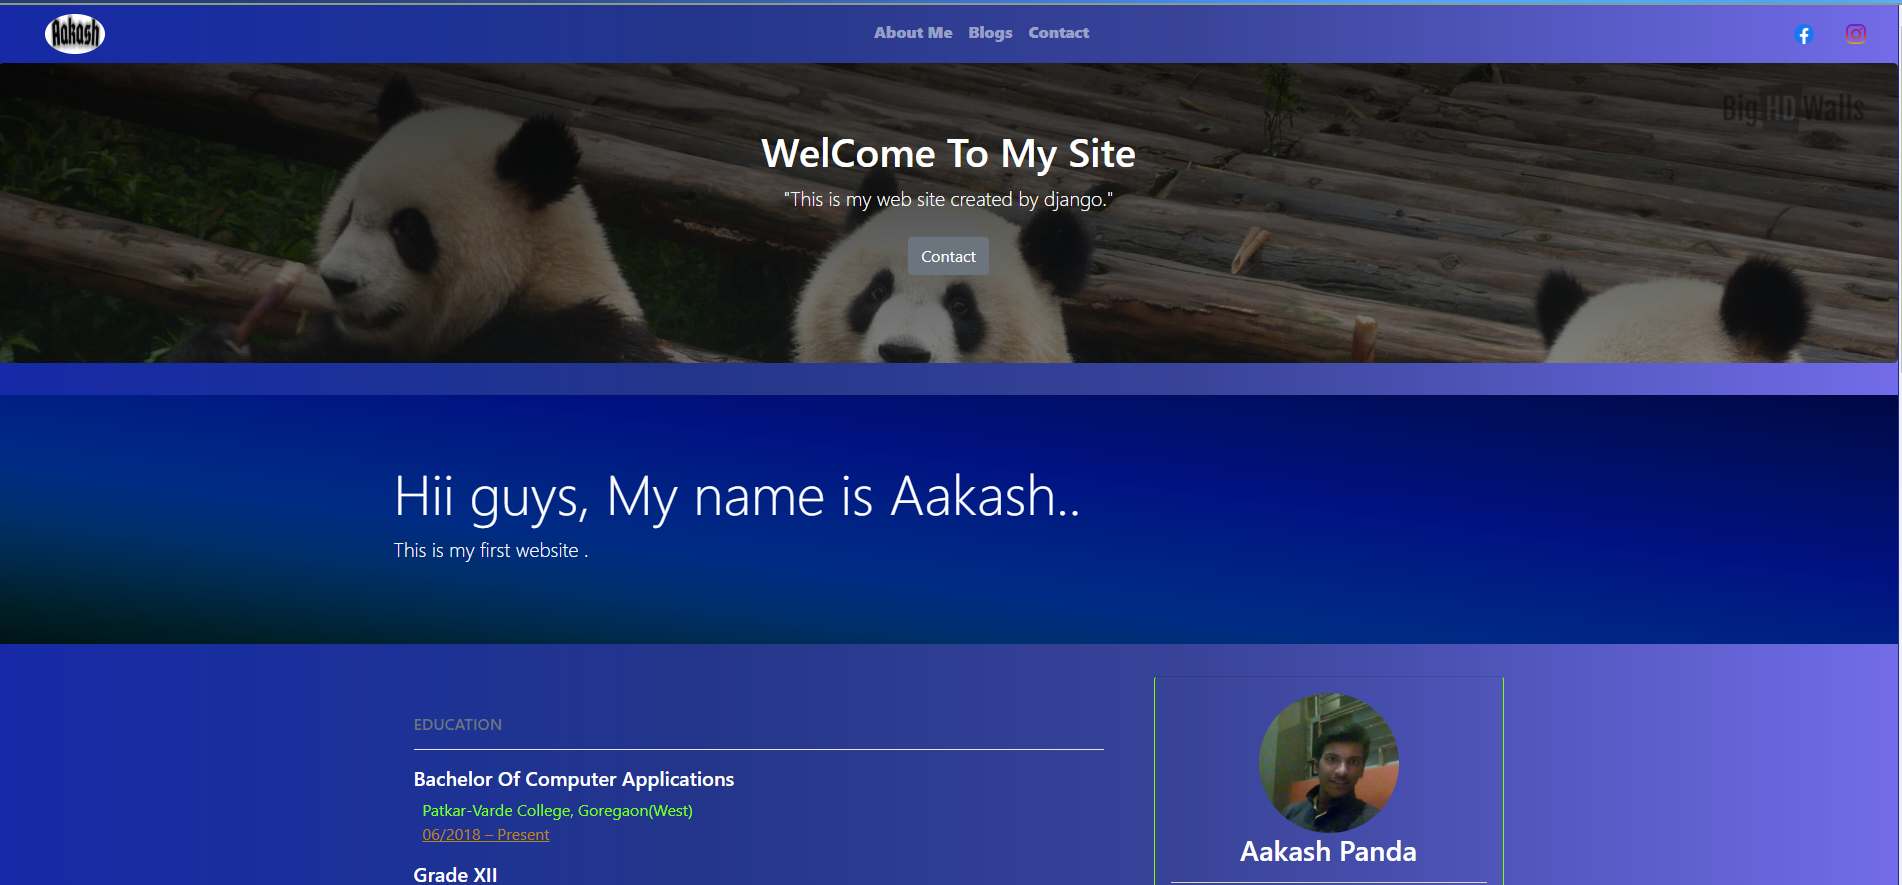 Aakash
About Me Blogs Contact
Big HD Walls
WelCome To My Site
"This is my web site created by django."
Contact
Hii guys, My name is Aakash..
This is my first website .
EDUCATION
Bachelor Of Computer Applications
Patkar-Varde College, Goregaon(West)
06/2018 – Present
Grade XII
Aakash Panda